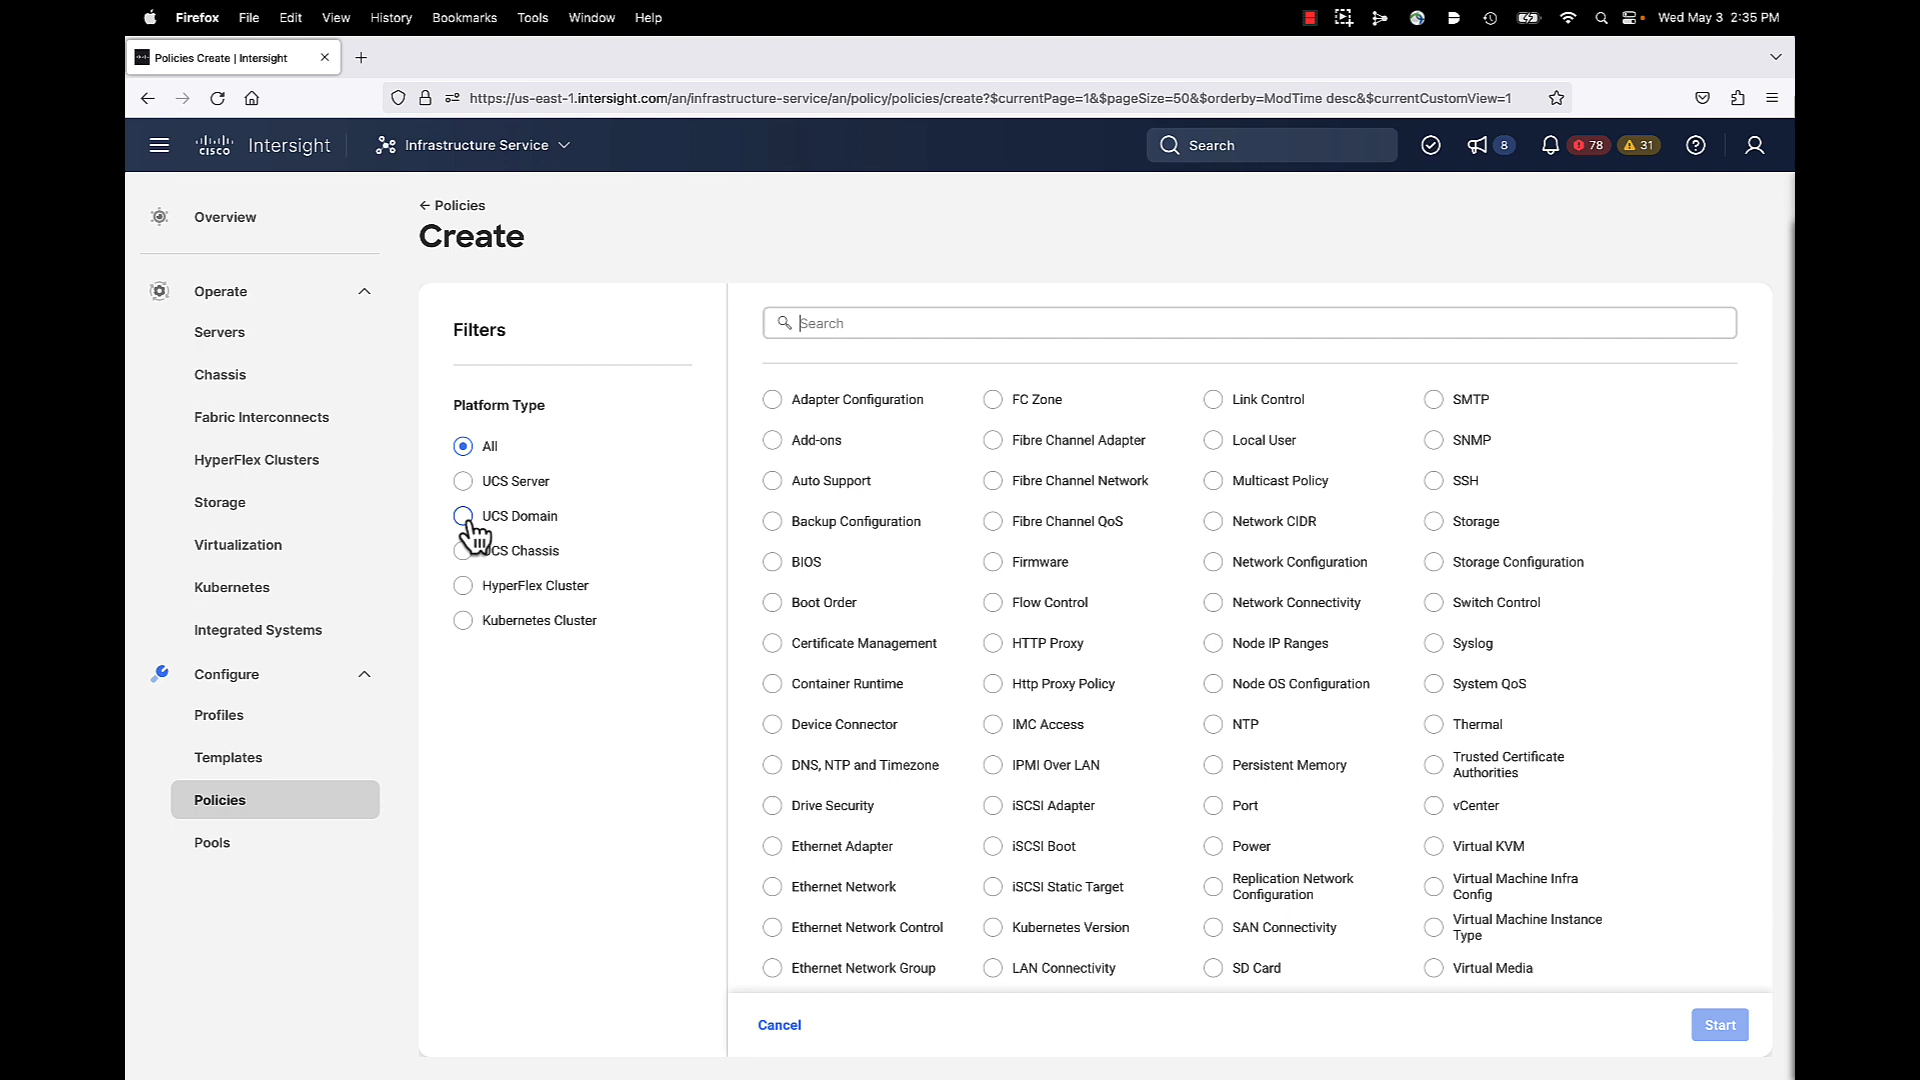 Firefox File Edit View History Bookmarks Tools Window Help Wed May 3 2:35 PM
Policies Create | Intersight
https://us-east-1.intersight.com/an/infrastructure-service/an/policy/policies/create?$currentPage=1&$pageSize=50&$orderby=ModTime desc&$currentCustomView=1
CISCO Intersight Infrastructure Service Search 8 78 31
Overview
Operate
Servers
Chassis
Fabric Interconnects
HyperFlex Clusters
Storage
Virtualization
Kubernetes
Integrated Systems
Configure
Profiles
Templates
Policies
Pools
← Policies
Create
Filters
Platform Type
All
UCS Server
UCS Domain
UCS Chassis
HyperFlex Cluster
Kubernetes Cluster
Search
Adapter Configuration
Add-ons
Auto Support
Backup Configuration
BIOS
Boot Order
Certificate Management
Container Runtime
Device Connector
DNS, NTP and Timezone
Drive Security
Ethernet Adapter
Ethernet Network
Ethernet Network Control
Ethernet Network Group
FC Zone
Fibre Channel Adapter
Fibre Channel Network
Fibre Channel QoS
Firmware
Flow Control
HTTP Proxy
Http Proxy Policy
IMC Access
IPMI Over LAN
iSCSI Adapter
iSCSI Boot
iSCSI Static Target
Kubernetes Version
LAN Connectivity
Link Control
Local User
Multicast Policy
Network CIDR
Network Configuration
Network Connectivity
Node IP Ranges
Node OS Configuration
NTP
Persistent Memory
Port
Power
Replication Network
Configuration
SAN Connectivity
SD Card
SMTP
SNMP
SSH
Storage
Storage Configuration
Switch Control
Syslog
System QoS
Thermal
Trusted Certificate
Authorities
vCenter
Virtual KVM
Virtual Machine Infra
Config
Virtual Machine Instance
Type
Virtual Media
Cancel
Start